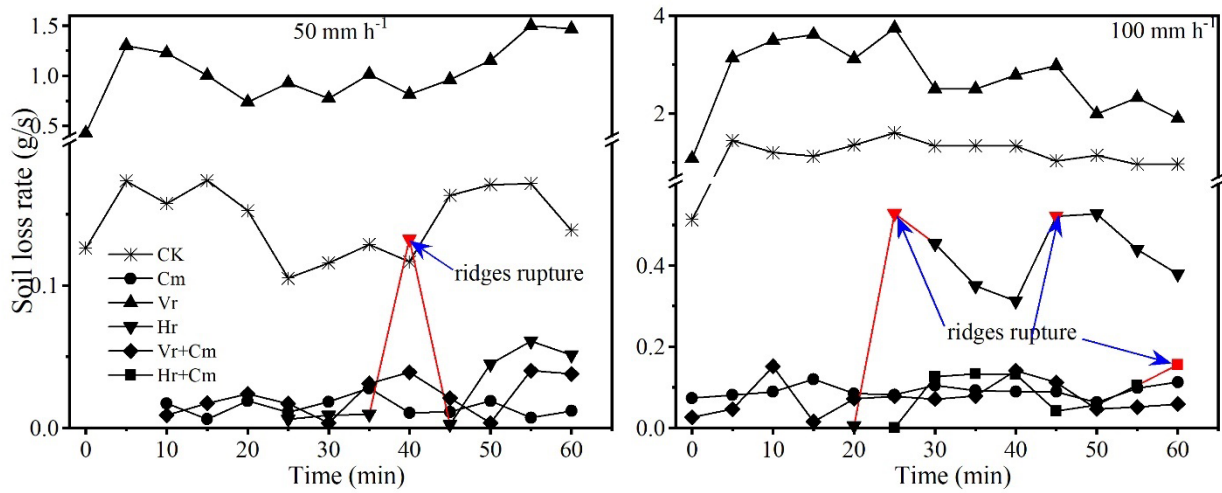 50 mm h⁻¹
Soil loss rate (g/s)
1.5
1.0
0.5
0.1
0.0
CK
Cm
Vr
Hr
Vr+Cm
Hr+Cm
ridges rupture
0 10 20 30 40 50 60
Time (min)
100 mm h⁻¹
4
2
0.4
0.2
0.0
ridges rupture
0 10 20 30 40 50 60
Time (min)